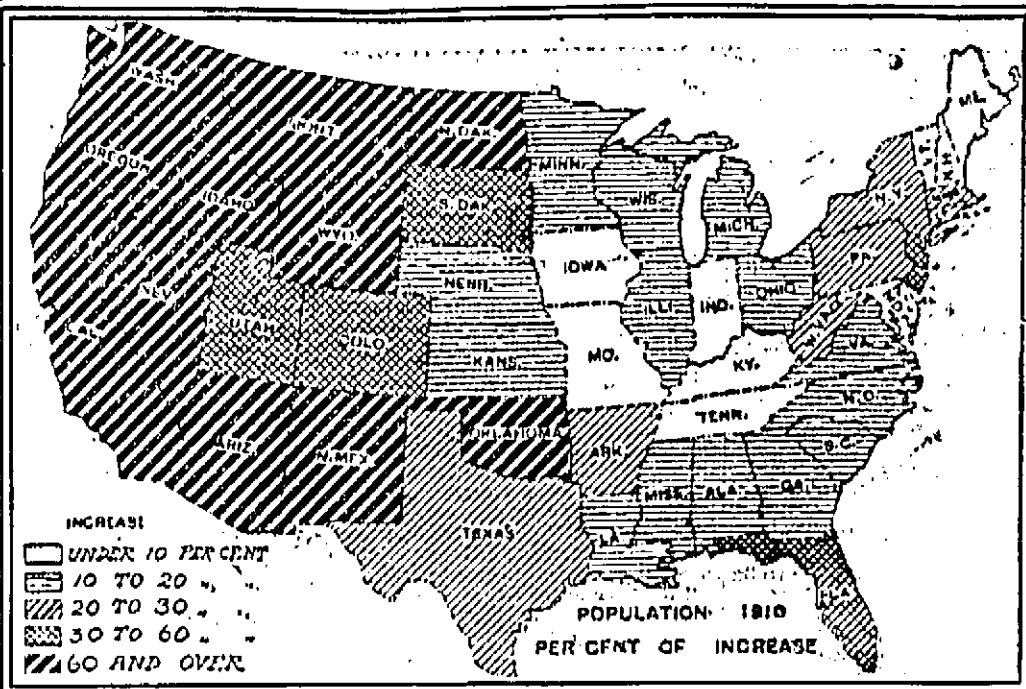 WASH.
N. DAK.
MINN.
ME.
VT.
N.H.
OREGON
IDAHO
S. DAK.
WIS.
MICH.
N.Y.
WYO.
IOWA
PA.
NEV.
NEBR.
ILL.
IND.
OHIO
CAL.
UTAH
COLO
KANS.
MO.
KY.
VA.
N.C.
TENN.
OKLAHOMA
ARK.
S.C.
ARIZ.
N. MEX.
MISS.
ALA.
GA.
TEXAS
LA.
FLA.
INCREASE
UNDER 10 PER CENT
10 TO 20 " "
20 TO 30 " "
30 TO 60 " "
60 AND OVER
POPULATION 1910
PER CENT OF INCREASE